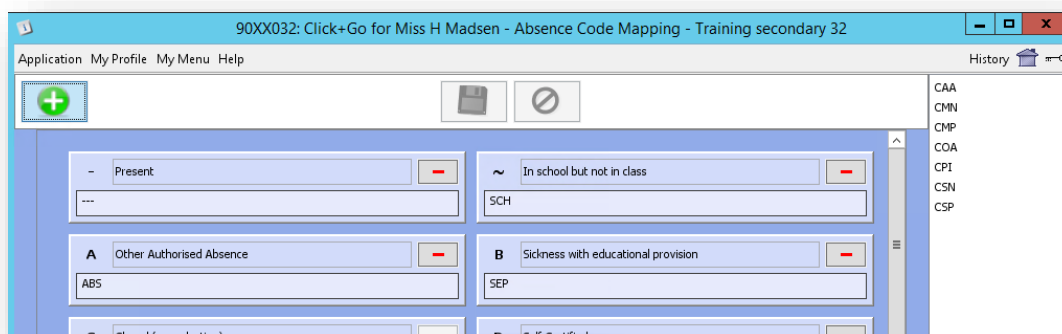 90XX032: Click+Go for Miss H Madsen - Absence Code Mapping - Training secondary 32
Application My Profile My Menu Help
History
- Present
---
~ In school but not in class
SCH
A Other Authorised Absence
ABS
B Sickness with educational provision
SEP
CAA
CMN
CMP
COA
CPI
CSN
CSP